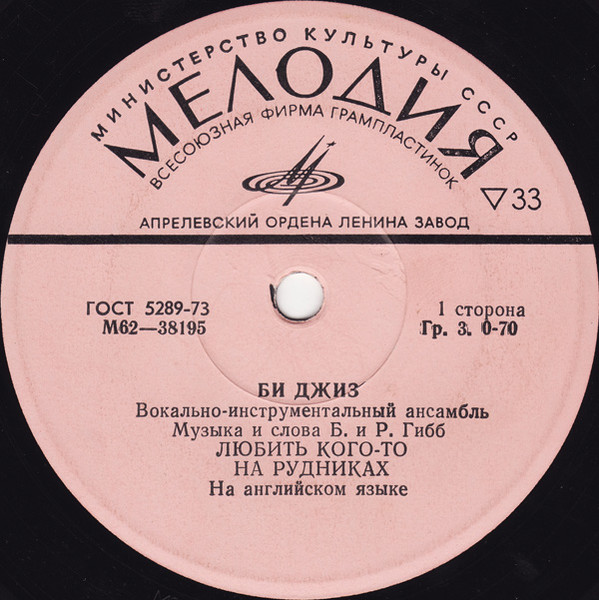 МИНИСТЕРСТВО КУЛЬТУРЫ СССР
МЕЛОДИЯ
ВСЕСОЮЗНАЯ ФИРМА ГРАМПЛАСТИНОК
▽33
АПРЕЛЕВСКИЙ ОРДЕНА ЛЕНИНА ЗАВОД
ГОСТ 5289-73
М62—38195
1 сторона
Гр. 3. 0-70
БИ ДЖИЗ
Вокально-инструментальный ансамбль
Музыка и слова Б. и Р. Гибб
ЛЮБИТЬ КОГО-ТО
НА РУДНИКАХ
На английском языке